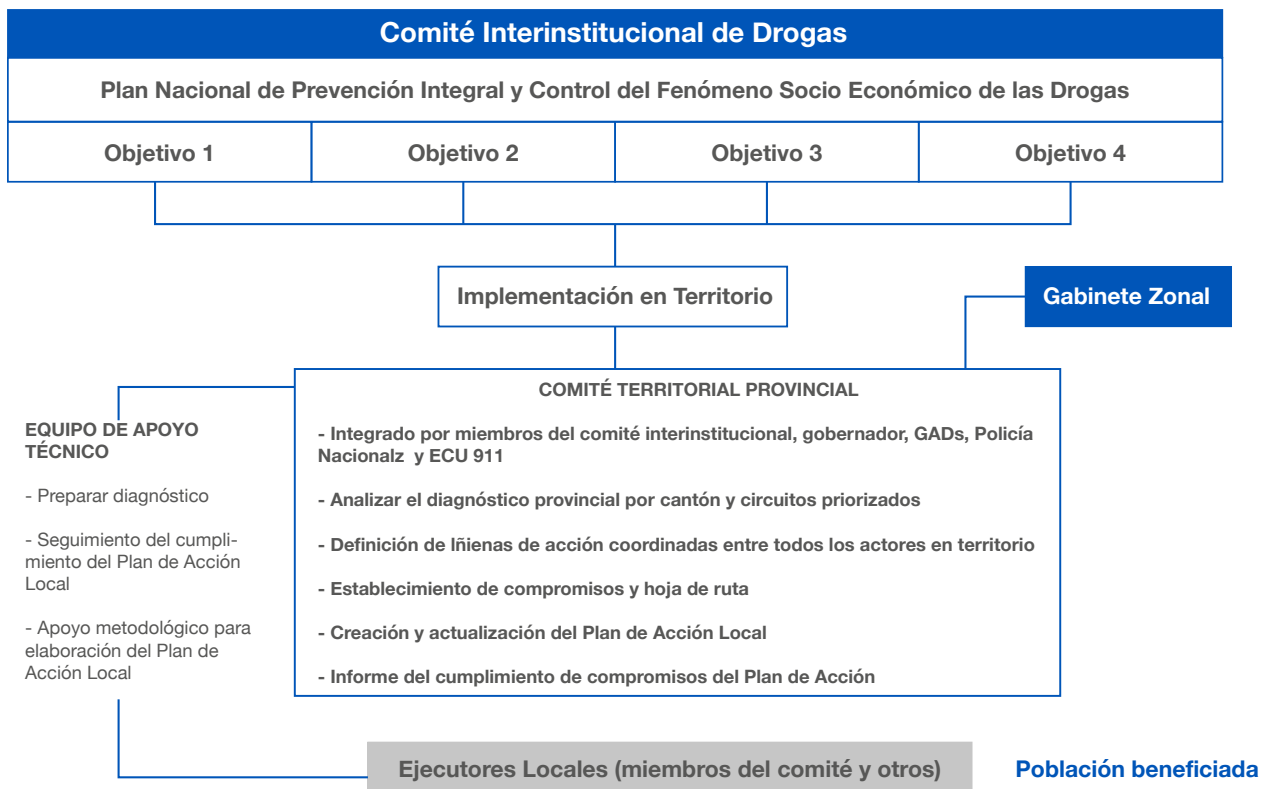 Comité Interinstitucional de Drogas
Plan Nacional de Prevención Integral y Control del Fenómeno Socio Económico de las Drogas
Objetivo 1
Objetivo 2
Objetivo 3
Objetivo 4
Implementación en Territorio
Gabinete Zonal
COMITÉ TERRITORIAL PROVINCIAL
- Integrado por miembros del comité interinstitucional, gobernador, GADs, Policía
Nacionalz y ECU 911
- Analizar el diagnóstico provincial por cantón y circuitos priorizados
- Definición de lñienas de acción coordinadas entre todos los actores en territorio
- Establecimiento de compromisos y hoja de ruta
- Creación y actualización del Plan de Acción Local
- Informe del cumplimiento de compromisos del Plan de Acción
EQUIPO DE APOYO
TÉCNICO
- Preparar diagnóstico
- Seguimiento del cumpli-
miento del Plan de Acción
Local
- Apoyo metodológico para
elaboración del Plan de
Acción Local
Ejecutores Locales (miembros del comité y otros)
Población beneficiada